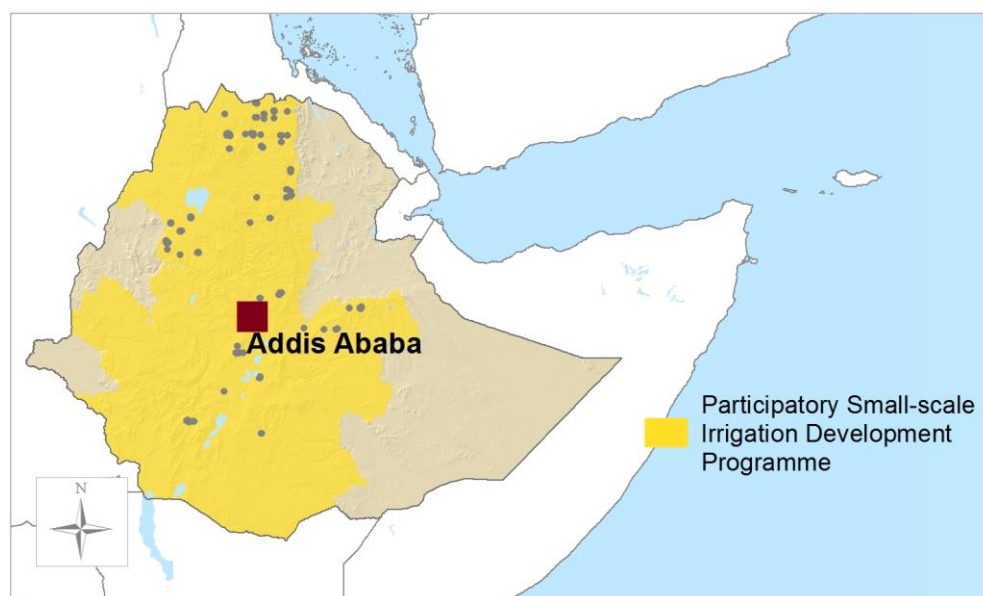 N
Addis Ababa
Participatory Small-scale
Irrigation Development
Programme